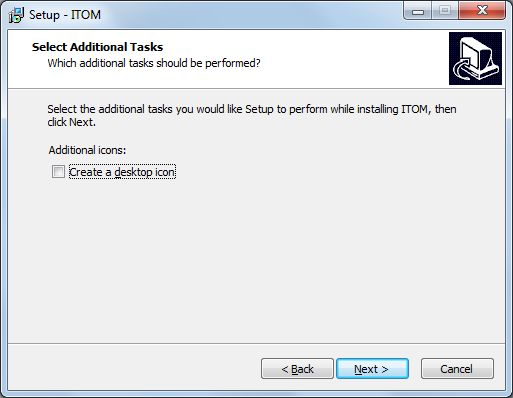 Setup - ITOM
Select Additional Tasks
Which additional tasks should be performed?
Select the additional tasks you would like Setup to perform while installing ITOM, then
click Next.
Additional icons:
Create a desktop icon
< Back
Next >
Cancel